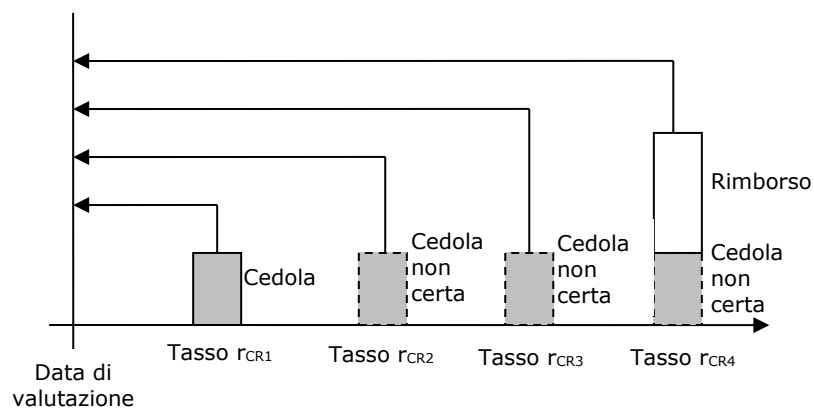 Rimborso
Cedola
Cedola
non
certa
Cedola
non
certa
Cedola
non
certa
Tasso rCR1
Tasso rCR2
Tasso rCR3
Tasso rCR4
Data di
valutazione